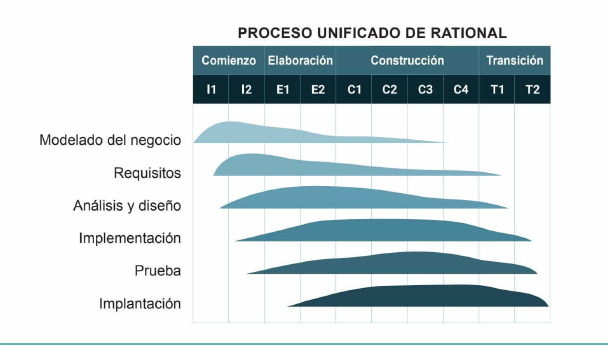 PROCESO UNIFICADO DE RATIONAL
Comienzo Elaboración Construcción Transición
I1 I2 E1 E2 C1 C2 C3 C4 T1 T2
Modelado del negocio
Requisitos
Análisis y diseño
Implementación
Prueba
Implantación